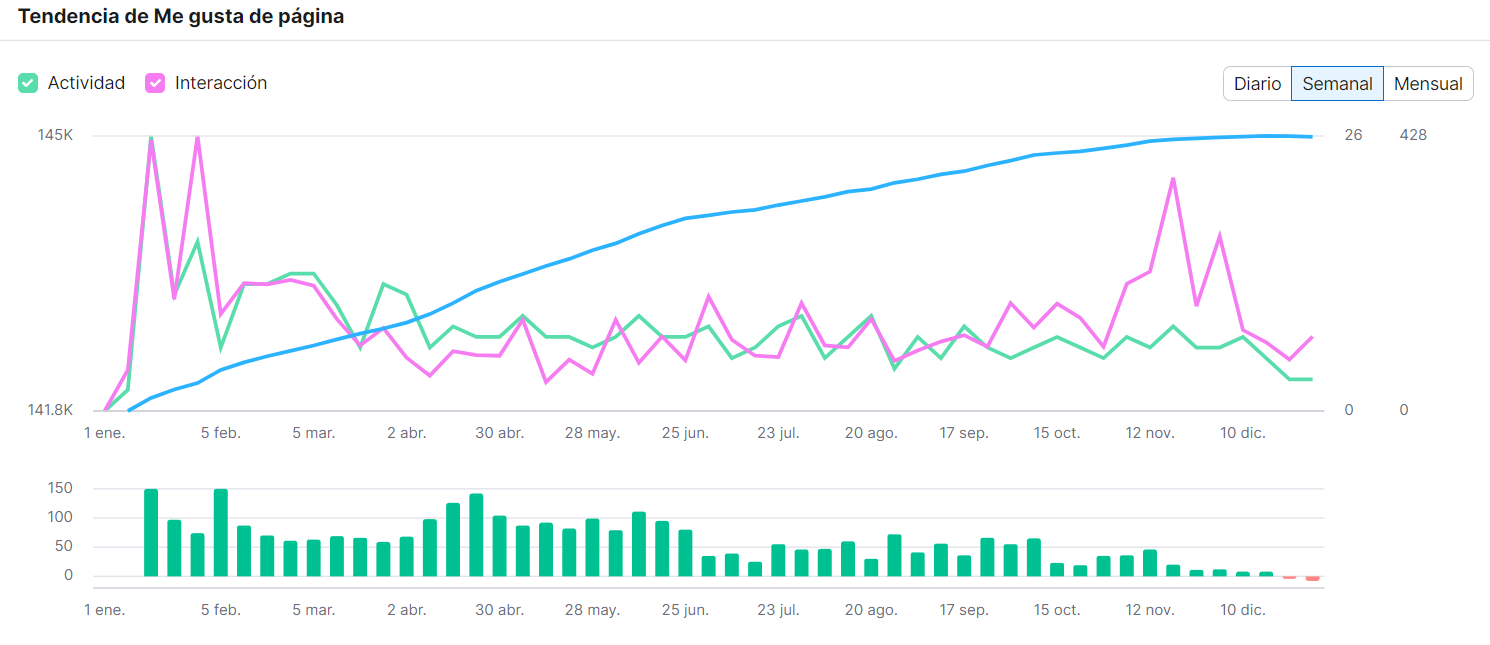 Tendencia de Me gusta de página
Actividad Interacción Diario Semanal Mensual
145K 26 428
141.8K 0 0
1 ene. 5 feb. 5 mar. 2 abr. 30 abr. 28 may. 25 jun. 23 jul. 20 ago. 17 sep. 15 oct. 12 nov. 10 dic.
150
100
50
0
1 ene. 5 feb. 5 mar. 2 abr. 30 abr. 28 may. 25 jun. 23 jul. 20 ago. 17 sep. 15 oct. 12 nov. 10 dic.